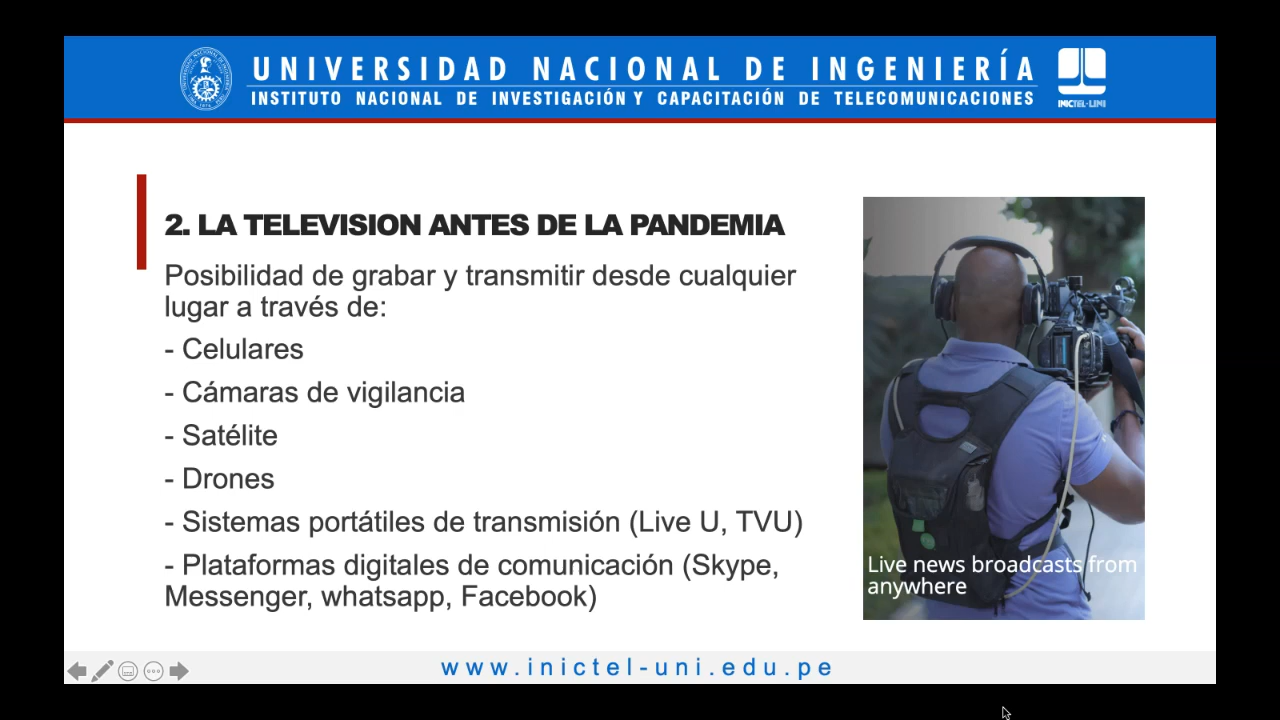 UNIVERSIDAD NACIONAL DE INGENIERÍA
INSTITUTO NACIONAL DE INVESTIGACIÓN Y CAPACITACIÓN DE TELECOMUNICACIONES
INICTEL-UNI
2. LA TELEVISION ANTES DE LA PANDEMIA
Posibilidad de grabar y transmitir desde cualquier
lugar a través de:
- Celulares
- Cámaras de vigilancia
- Satélite
- Drones
- Sistemas portátiles de transmisión (Live U, TVU)
- Plataformas digitales de comunicación (Skype,
Messenger, whatsapp, Facebook)
Live news broadcasts from
anywhere
www.inictel-uni.edu.pe